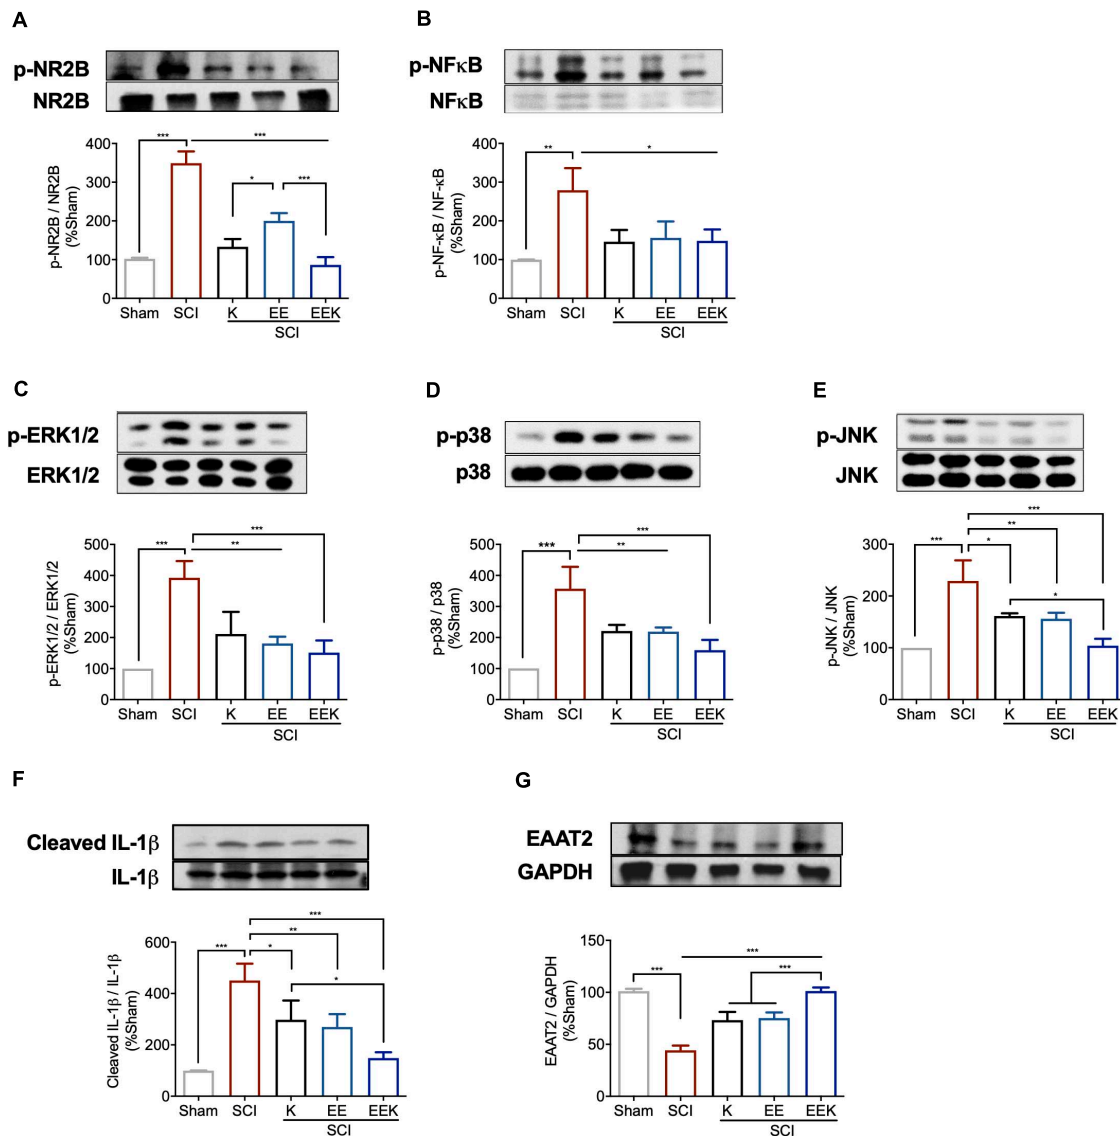 A
p-NR2B
NR2B
p-NR2B / NR2B
(%Sham)
400
300
200
100
0
***
***
*
***
Sham SCI K EE EEK
SCI
B
p-NFκB
NFκB
p-NF-κB / NF-κB
(%Sham)
400
300
200
100
0
**
*
Sham SCI K EE EEK
SCI
C
p-ERK1/2
ERK1/2
p-ERK1/2 / ERK1/2
(%Sham)
500
400
300
200
100
0
***
***
**
Sham SCI K EE EEK
SCI
D
p-p38
p38
p-p38 / p38
(%Sham)
500
400
300
200
100
0
***
***
**
Sham SCI K EE EEK
SCI
E
p-JNK
JNK
p-JNK / JNK
(%Sham)
300
200
100
0
***
***
**
*
*
Sham SCI K EE EEK
SCI
F
Cleaved IL-1β
IL-1β
Cleaved IL-1β / IL-1β
(%Sham)
600
400
200
0
***
***
**
*
*
Sham SCI K EE EEK
SCI
G
EAAT2
GAPDH
EAAT2 / GAPDH
(%Sham)
150
100
50
0
***
***
***
Sham SCI K EE EEK
SCI